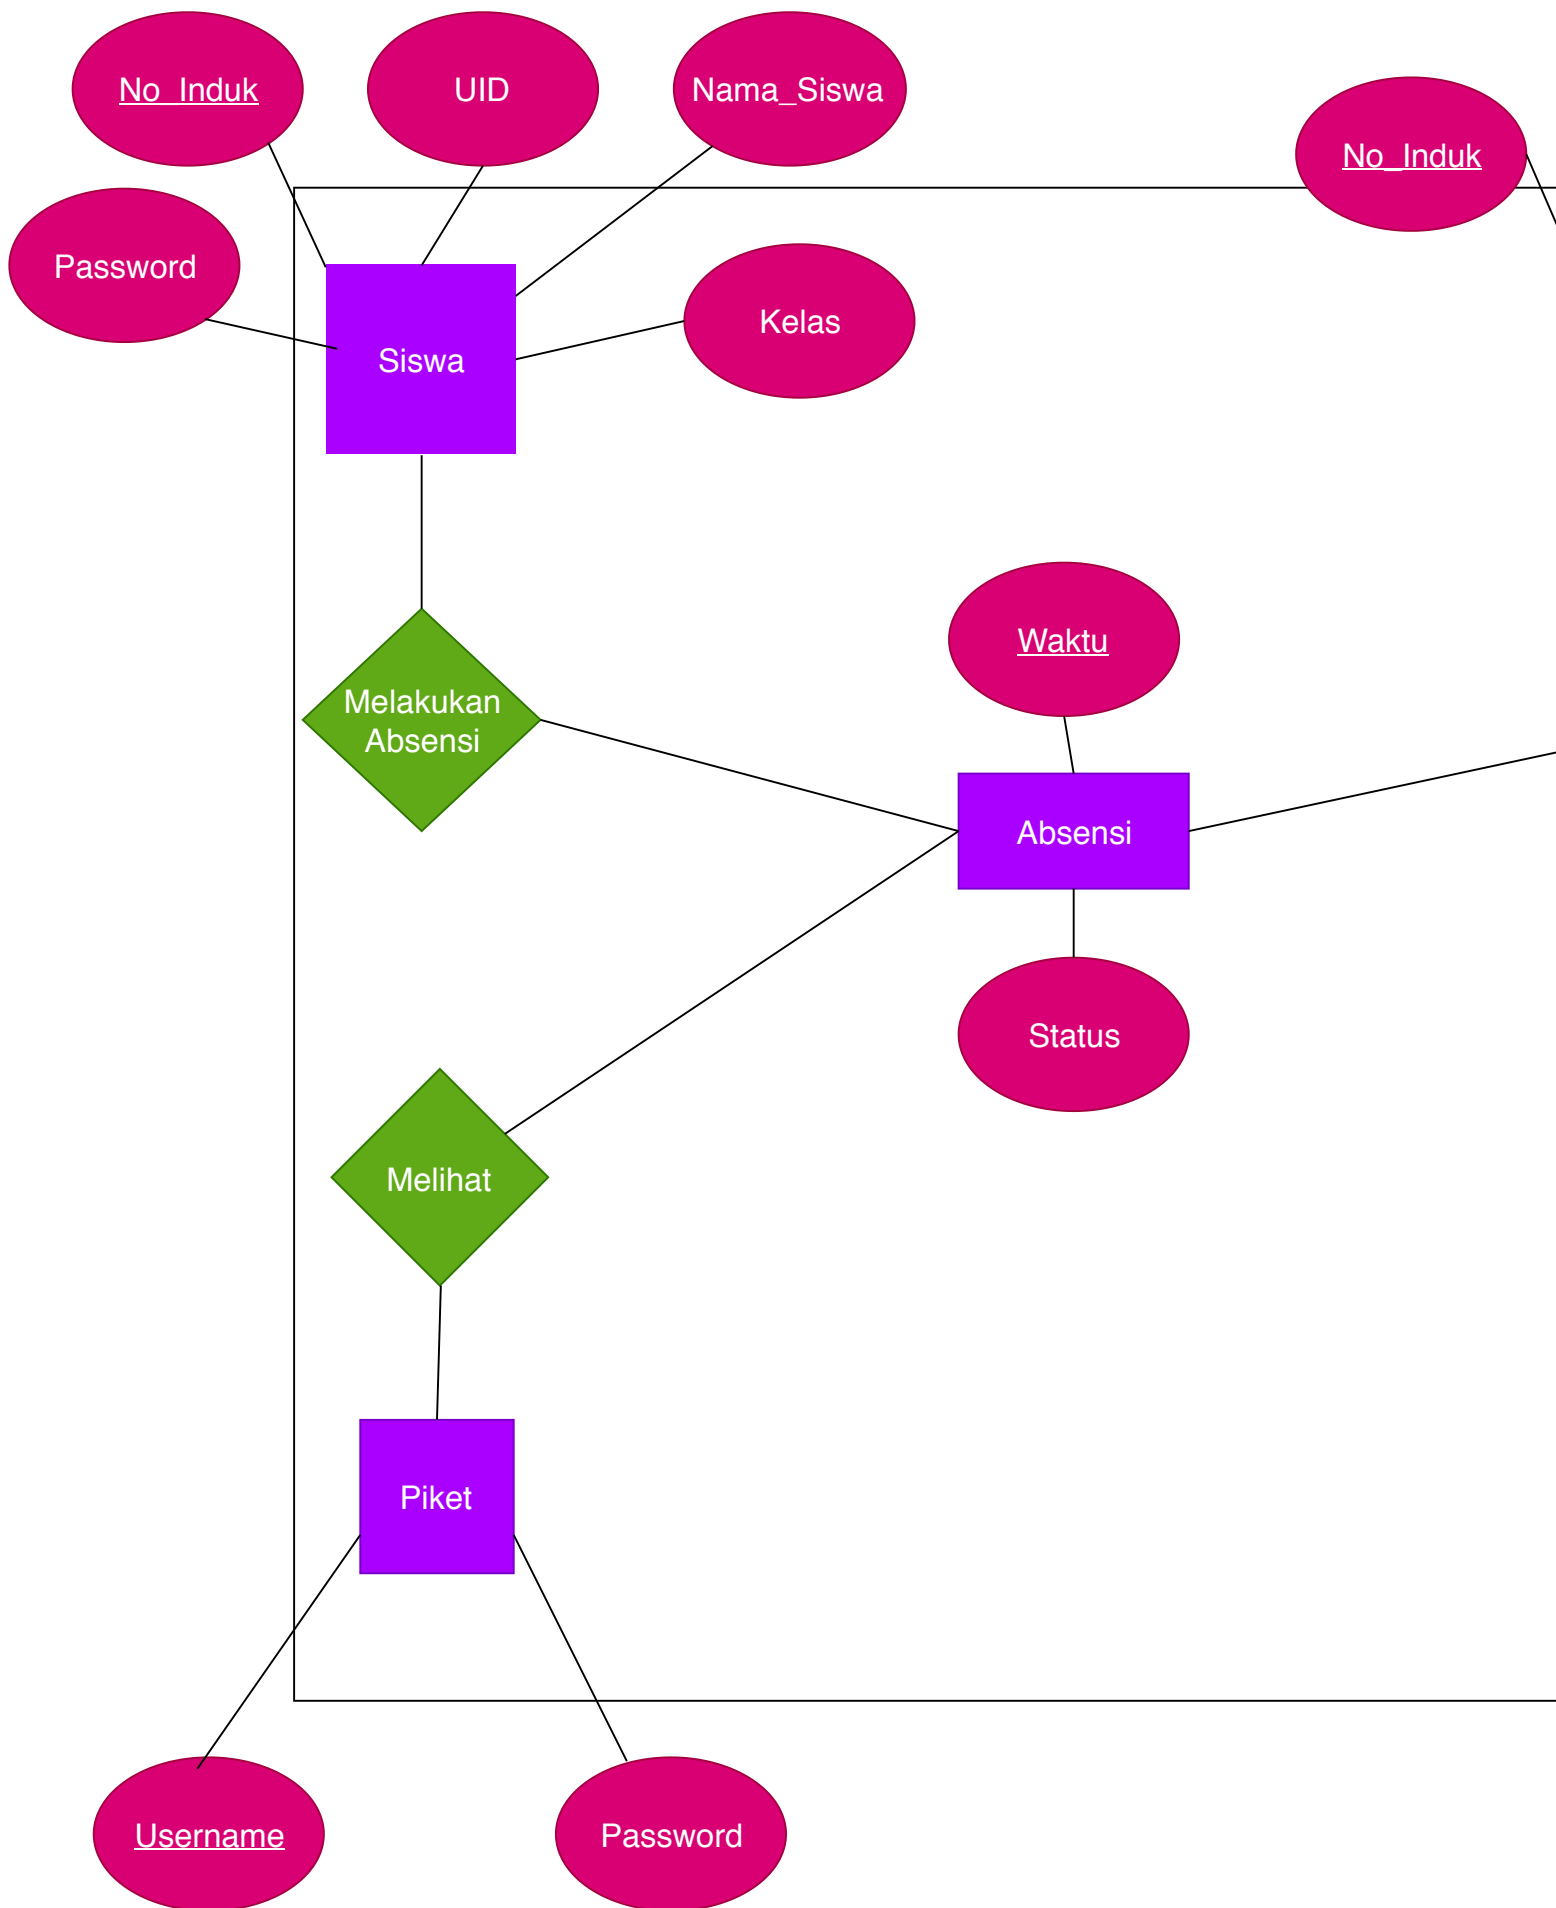 No_Induk
UID
Nama_Siswa
No_Induk
Password
Kelas
Siswa
Waktu
Melakukan
Absensi
Absensi
Status
Melihat
Piket
Username
Password